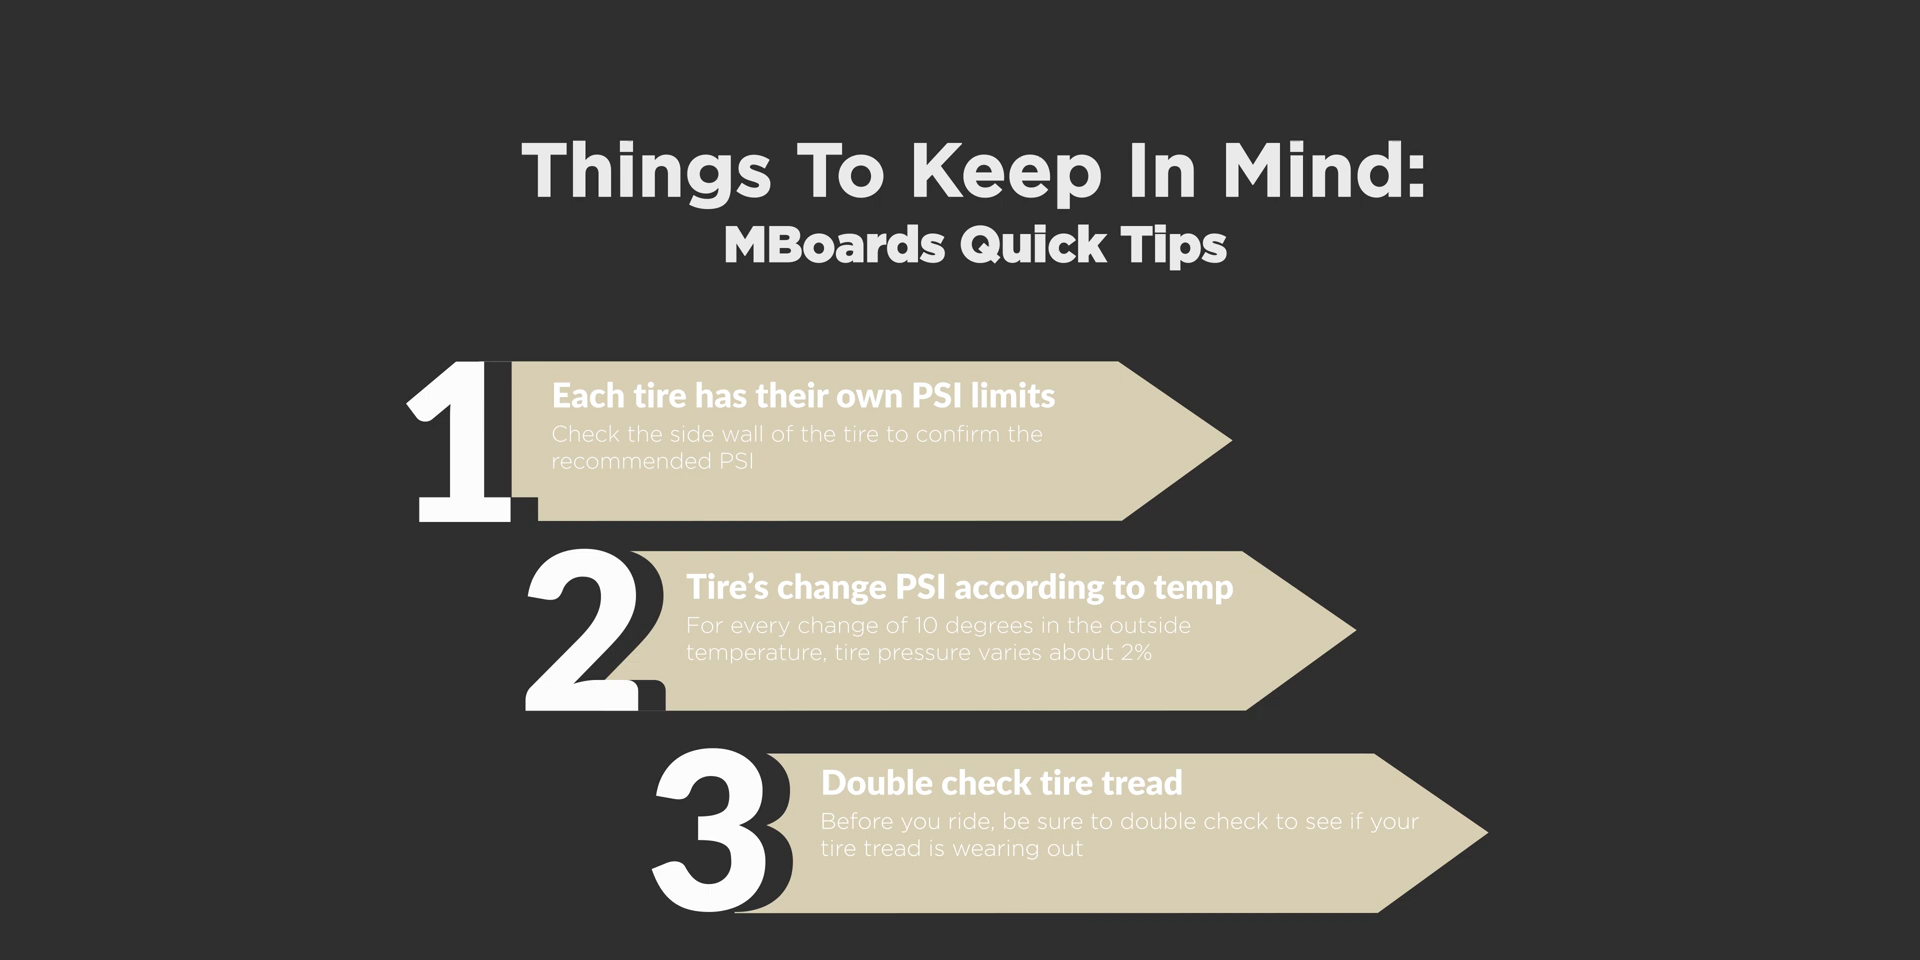 Things To Keep In Mind:
MBoards Quick Tips
1
Each tire has their own PSI limits
Check the side wall of the tire to confirm the
recommended PSI
2
Tire’s change PSI according to temp
For every change of 10 degrees in the outside
temperature, tire pressure varies about 2%
3
Double check tire tread
Before you ride, be sure to double check to see if your
tire tread is wearing out